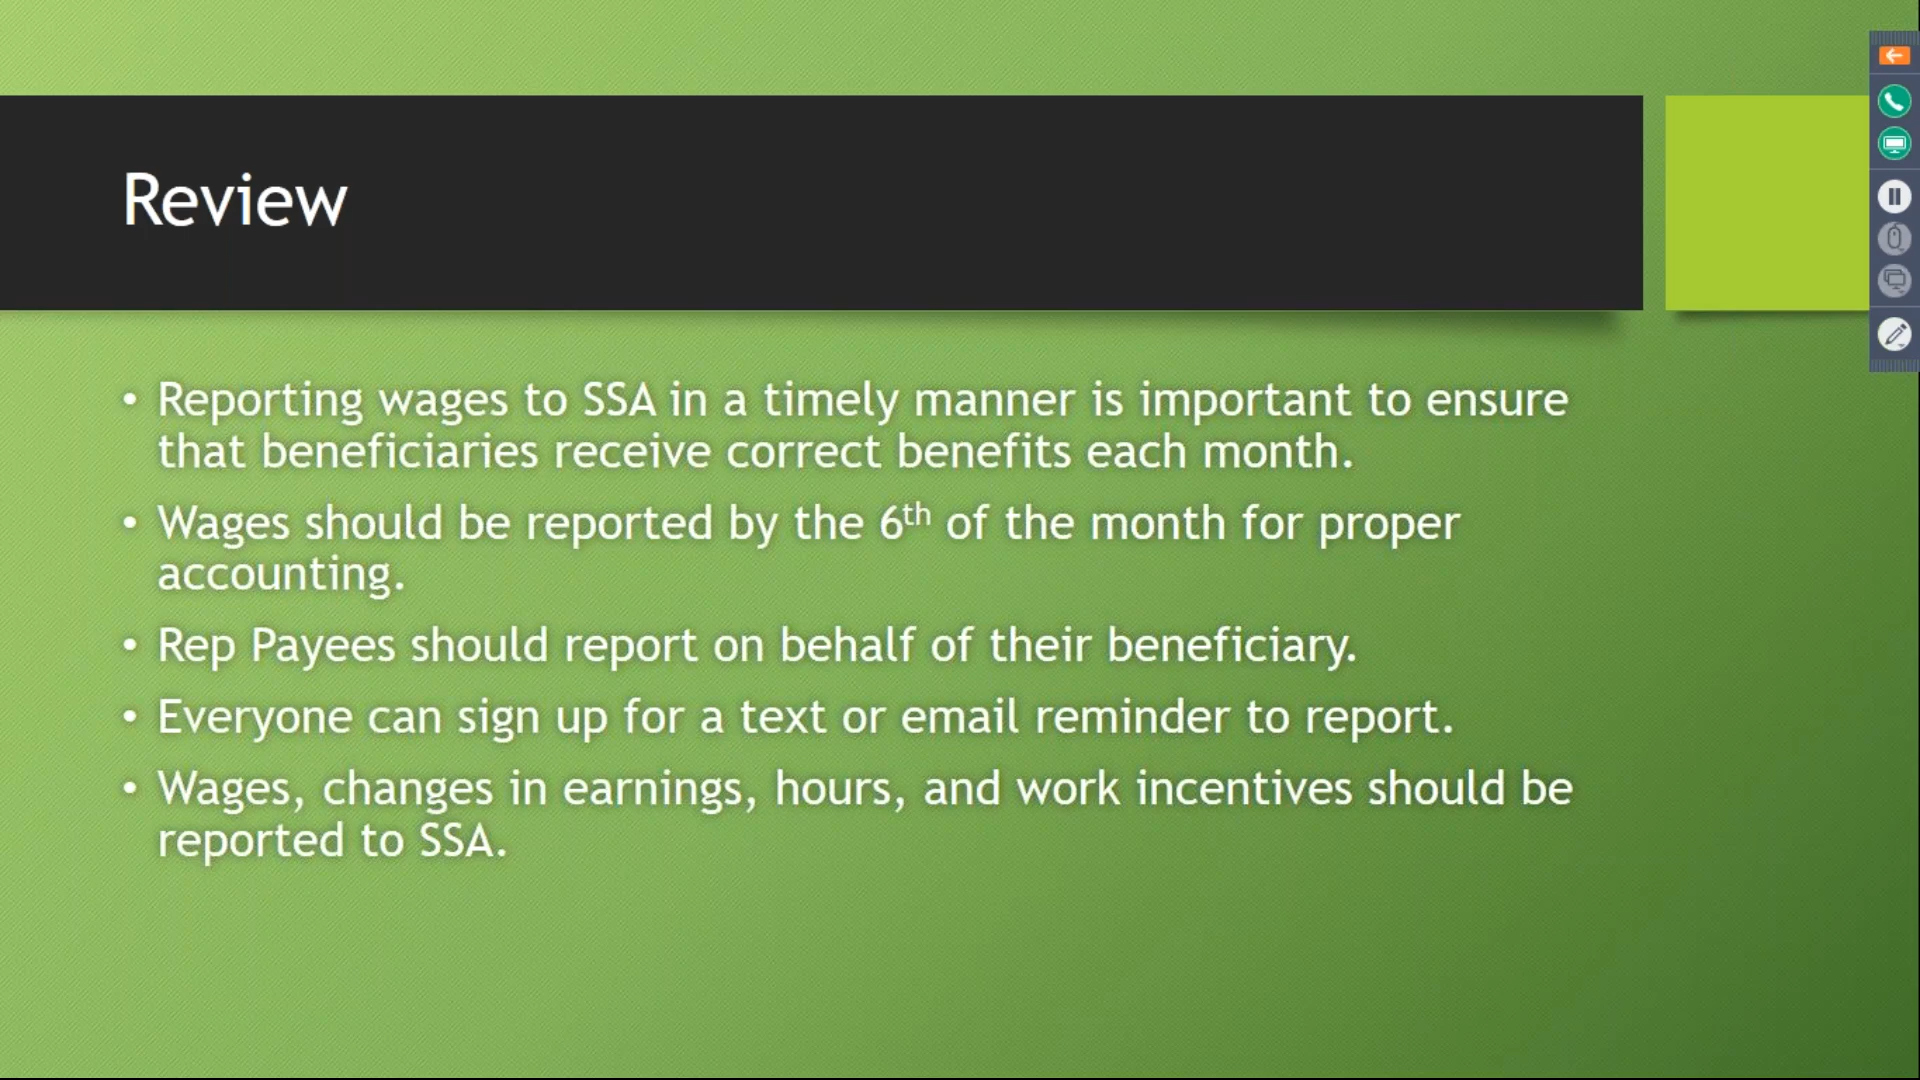 Review
• Reporting wages to SSA in a timely manner is important to ensure
that beneficiaries receive correct benefits each month.
• Wages should be reported by the 6th of the month for proper
accounting.
• Rep Payees should report on behalf of their beneficiary.
• Everyone can sign up for a text or email reminder to report.
• Wages, changes in earnings, hours, and work incentives should be
reported to SSA.